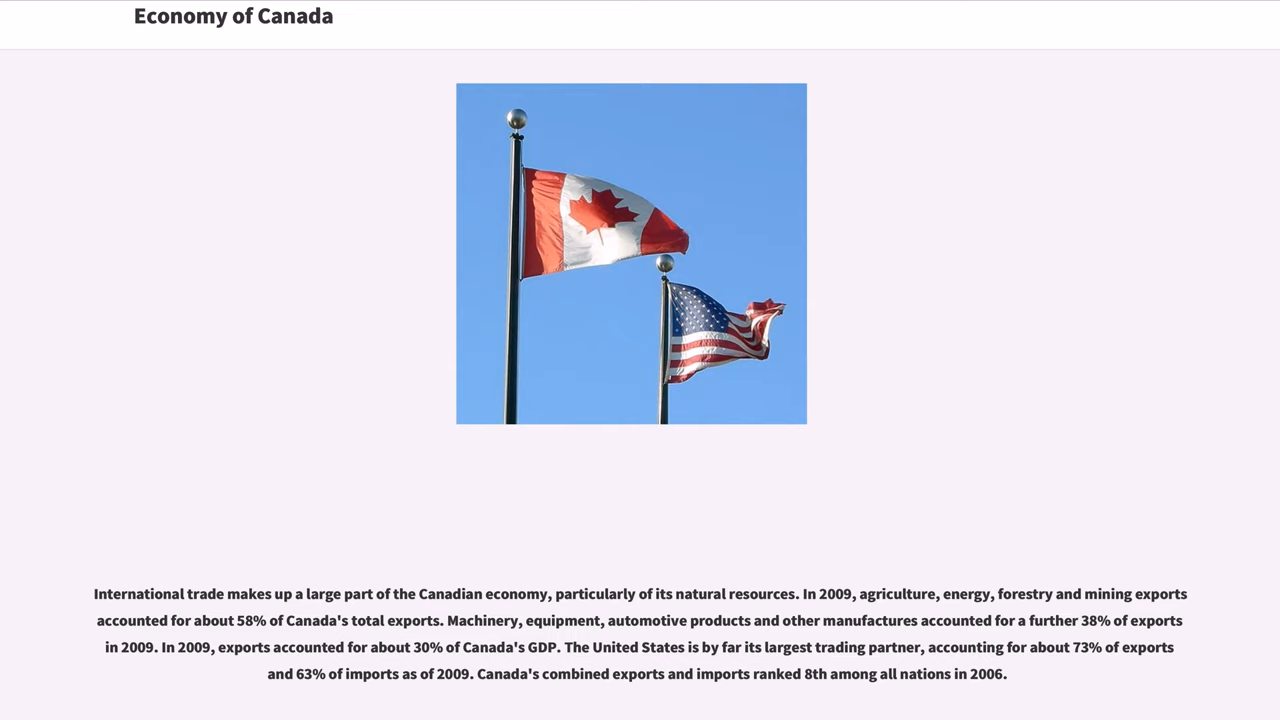 Economy of Canada
International trade makes up a large part of the Canadian economy, particularly of its natural resources. In 2009, agriculture, energy, forestry and mining exports
accounted for about 58% of Canada's total exports. Machinery, equipment, automotive products and other manufactures accounted for a further 38% of exports
in 2009. In 2009, exports accounted for about 30% of Canada's GDP. The United States is by far its largest trading partner, accounting for about 73% of exports
and 63% of imports as of 2009. Canada's combined exports and imports ranked 8th among all nations in 2006.